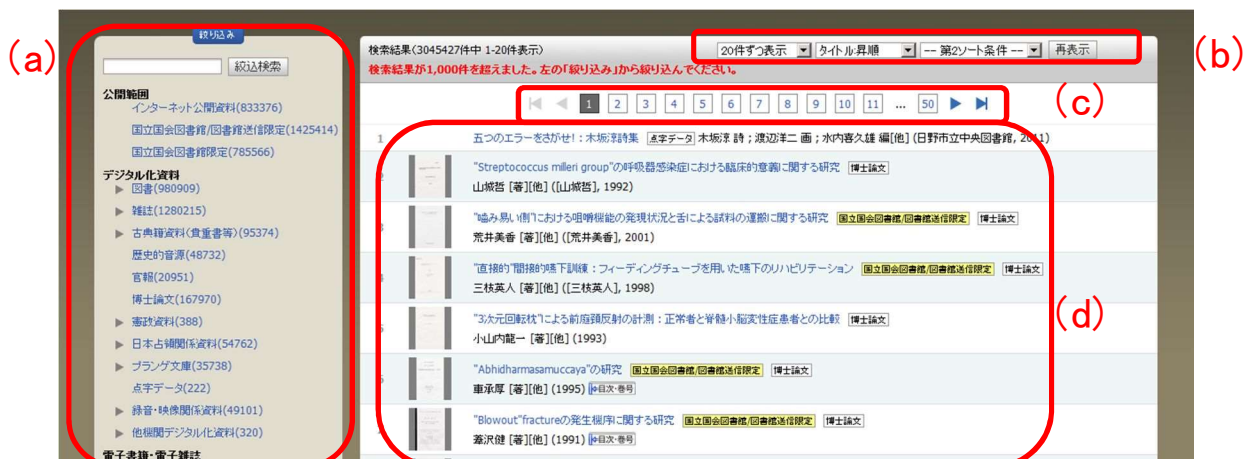 (a)
絞り込み
絞込検索
公開範囲
インターネット公開資料(833376)
国立国会図書館/図書館送信限定(1425414)
国立国会図書館限定(785566)
デジタル化資料
▶ 図書(980909)
▶ 雑誌(1280215)
▶ 古典籍資料(貴重書等)(95374)
歴史的音源(48732)
官報(20951)
博士論文(167970)
▶ 憲政資料(388)
▶ 日本占領関係資料(54762)
▶ プランゲ文庫(35738)
点字データ(222)
▶ 録音・映像関係資料(49101)
▶ 他機関デジタル化資料(320)
電子書籍・電子雑誌
検索結果(3045427件中 1-20件表示)
20件ずつ表示 タイトル:昇順 -- 第2ソート条件 -- 再表示
(b)
検索結果が1,000件を超えました。左の「絞り込み」から絞り込んでください。
1 2 3 4 5 6 7 8 9 10 11 ... 50
(c)
1 五つのエラーをさがせ! : 木坂涼詩集 点字データ 木坂涼 詩 ; 渡辺洋二 画 ; 水内喜久雄 編[他] (日野市立中央図書館, 2011)
"Streptococcus milleri group"の呼吸器感染症における臨床的意義に関する研究 博士論文
山城哲 [著][他] ([山城哲], 1992)
3 "噛み易い側"における咀嚼機能の発現状況と舌による試料の運搬に関する研究 国立国会図書館/図書館送信限定 博士論文
荒井美香 [著][他] ([荒井美香], 2001)
"直接的"間接的嚥下訓練 : フィーディングチューブを用いた嚥下のリハビリテーション 国立国会図書館/図書館送信限定 博士論文
三枝英人 [著][他] ([三枝英人], 1998)
(d)
5 "3次元回転枕"による前庭頸反射の計測 : 正常者と脊髄小脳変性症患者との比較 博士論文
小山内龍一 [著][他] (1993)
"Abhidharmasamuccaya"の研究 国立国会図書館/図書館送信限定 博士論文
車承厚 [著][他] (1995) 目次・巻号
"Blowout"fractureの発生機序に関する研究 国立国会図書館/図書館送信限定 博士論文
蓑沢健 [著][他] (1991) 目次・巻号